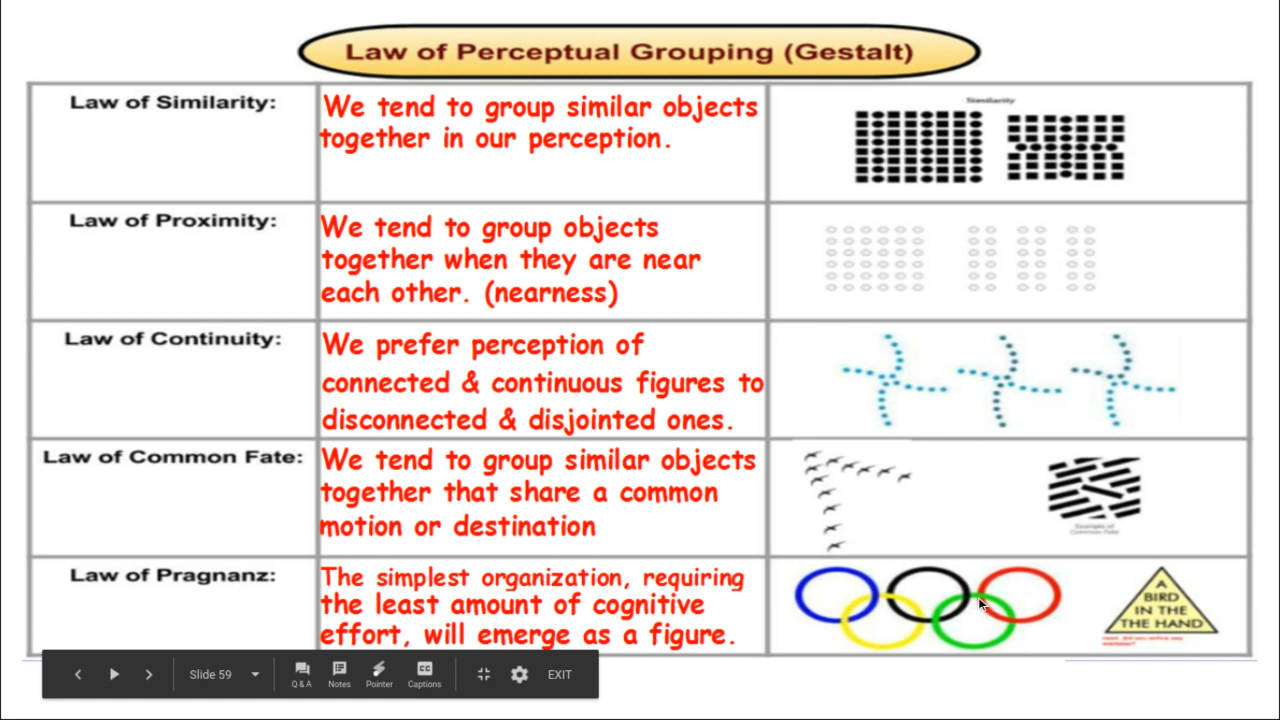 Law of Perceptual Grouping (Gestalt)
Law of Similarity:
We tend to group similar objects
together in our perception.
Similarity
Law of Proximity:
We tend to group objects
together when they are near
each other. (nearness)
Law of Continuity:
We prefer perception of
connected & continuous figures to
disconnected & disjointed ones.
Law of Common Fate:
We tend to group similar objects
together that share a common
motion or destination
Example of
Common Fate
Law of Pragnanz:
The simplest organization, requiring
the least amount of cognitive
effort, will emerge as a figure.
A
BIRD
IN THE
THE HAND
Slide 59
Q & A
Notes
Pointer
CC
Captions
EXIT